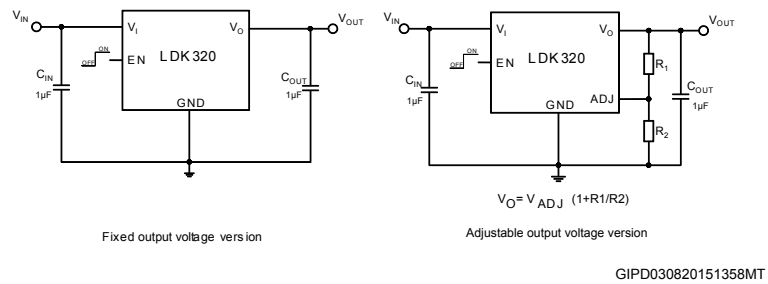 VIN
VI
VO
VOUT
ON
OFF
EN
LDK320
CIN
1µF
COUT
1µF
GND
Fixed output voltage version
VIN
VI
VO
VOUT
ON
OFF
EN
LDK320
R1
CIN
1µF
COUT
1µF
ADJ
GND
R2
VO= VADJ (1+R1/R2)
Adjustable output voltage version
GIPD030820151358MT